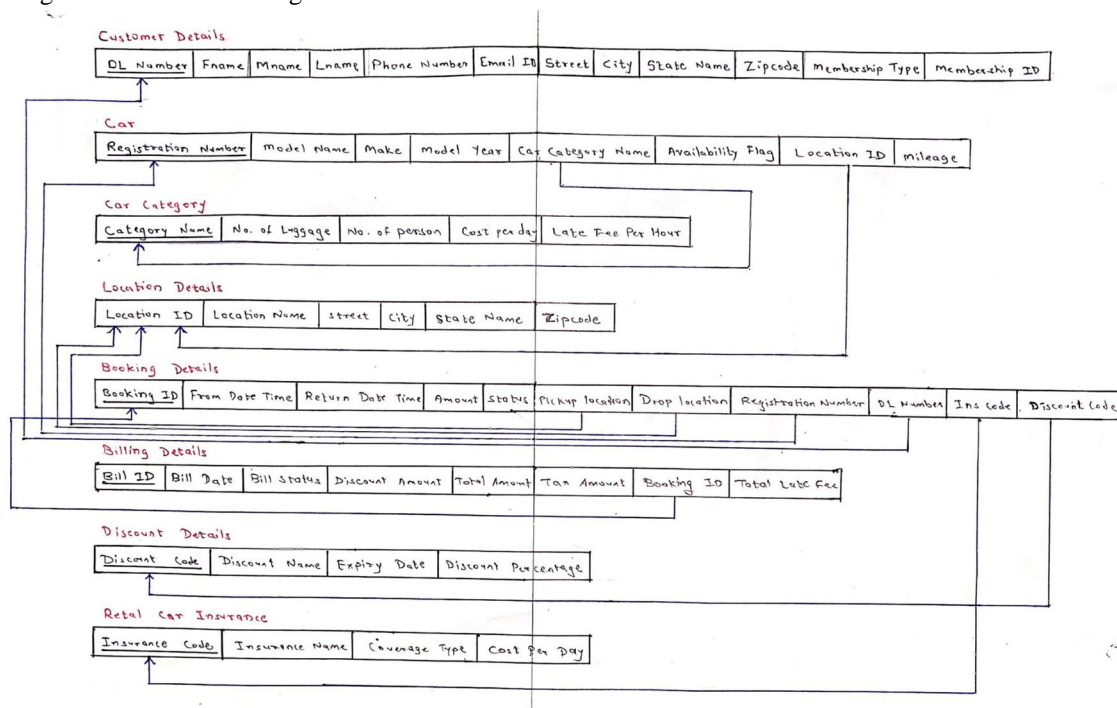 Customer Details
DL Number Fname Mname Lname Phone Number Email ID Street City State Name Zipcode Membership Type Membership ID
Car
Registration Number Model Name Make Model Year Car Category Name Availability Flag Location ID Mileage
Car Category
Category Name No. of Luggage No. of person Cost per day Late Fee Per Hour
Location Details
Location ID Location Name Street City State Name Zipcode
Booking Details
Booking ID From Date Time Return Date Time Amount Status Pickup location Drop location Registration Number DL Number Ins Code Discount Code
Billing Details
Bill ID Bill Date Bill Status Discount Amount Total Amount Tax Amount Booking ID Total Late Fee
Discount Details
Discount Code Discount Name Expiry Date Discount Percentage
Retal Car Insurance
Insurance Code Insurance Name Coverage Type Cost Per Day